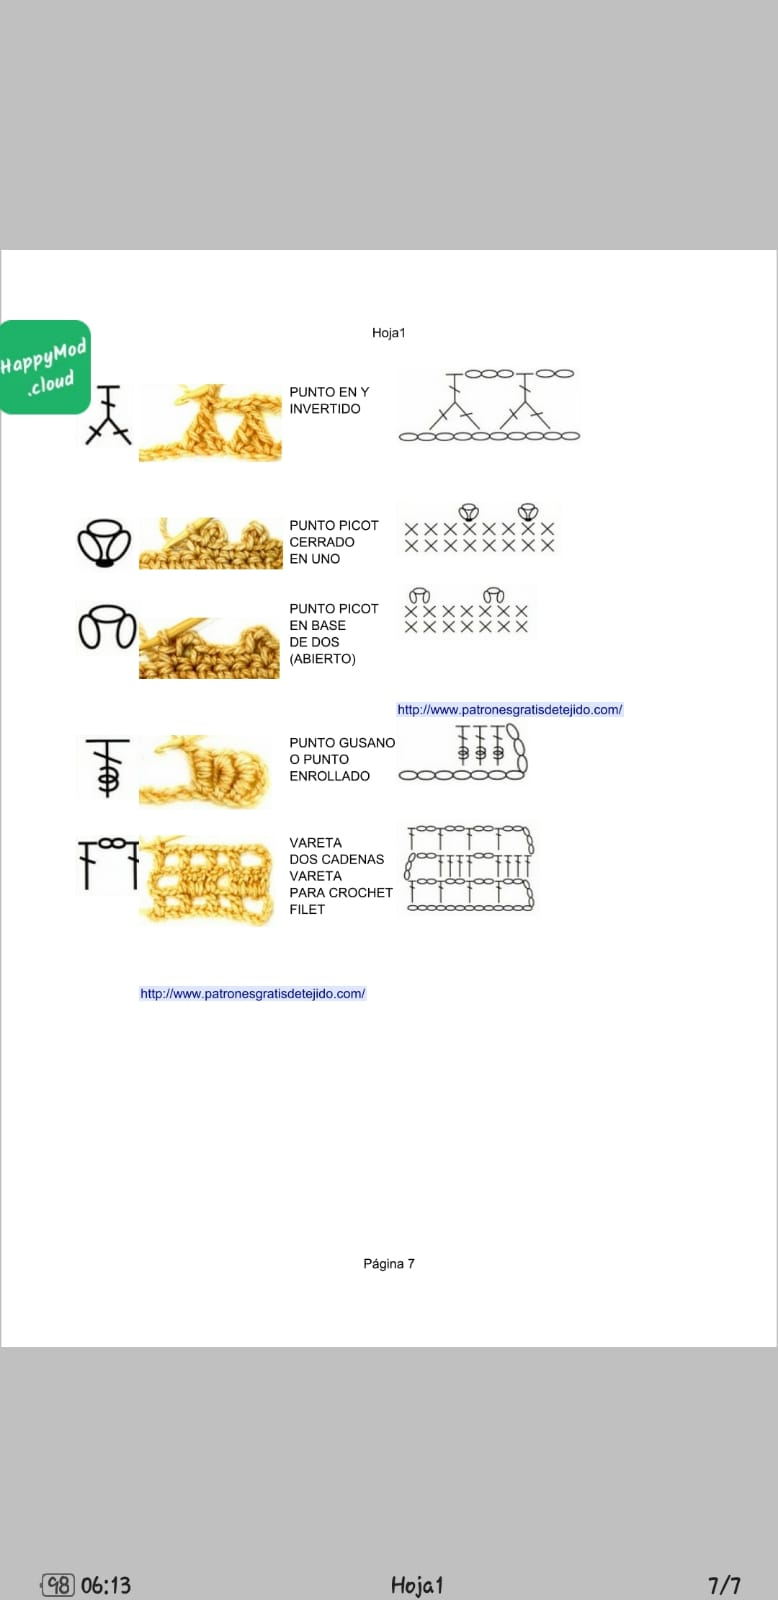 Hoja1
HappyMod
.cloud
PUNTO EN Y
INVERTIDO
PUNTO PICOT
CERRADO
EN UNO
PUNTO PICOT
EN BASE
DE DOS
(ABIERTO)
http://www.patronesgratisdetejido.com/
PUNTO GUSANO
O PUNTO
ENROLLADO
VARETA
DOS CADENAS
VARETA
PARA CROCHET
FILET
http://www.patronesgratisdetejido.com/
Página 7
98 06:13 Hoja1 7/7